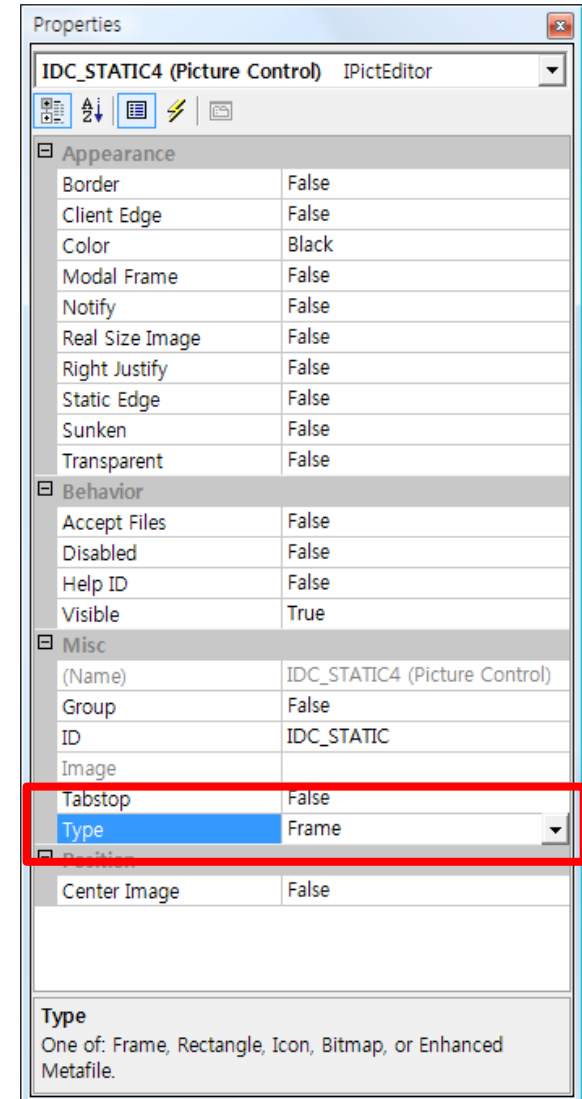 Properties
IDC_STATIC4 (Picture Control) IPictEditor
Appearance
Border False
Client Edge False
Color Black
Modal Frame False
Notify False
Real Size Image False
Right Justify False
Static Edge False
Sunken False
Transparent False
Behavior
Accept Files False
Disabled False
Help ID False
Visible True
Misc
(Name) IDC_STATIC4 (Picture Control)
Group False
ID IDC_STATIC
Image
Tabstop False
Type Frame
Position
Center Image False
Type
One of: Frame, Rectangle, Icon, Bitmap, or Enhanced
Metafile.